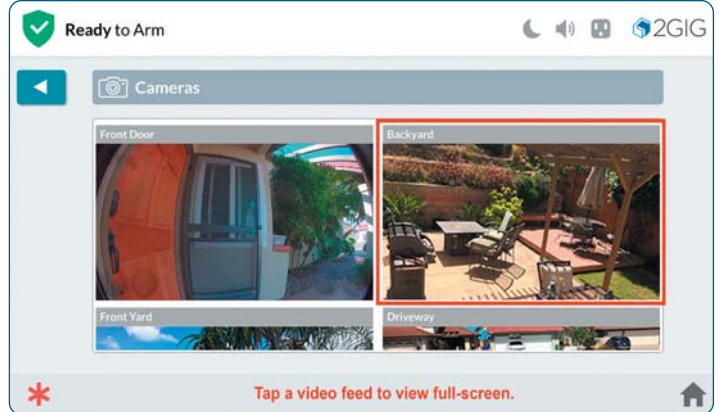 Ready to Arm
2GIG
Cameras
Front Door
Backyard
Front Yard
Driveway
Tap a video feed to view full-screen.